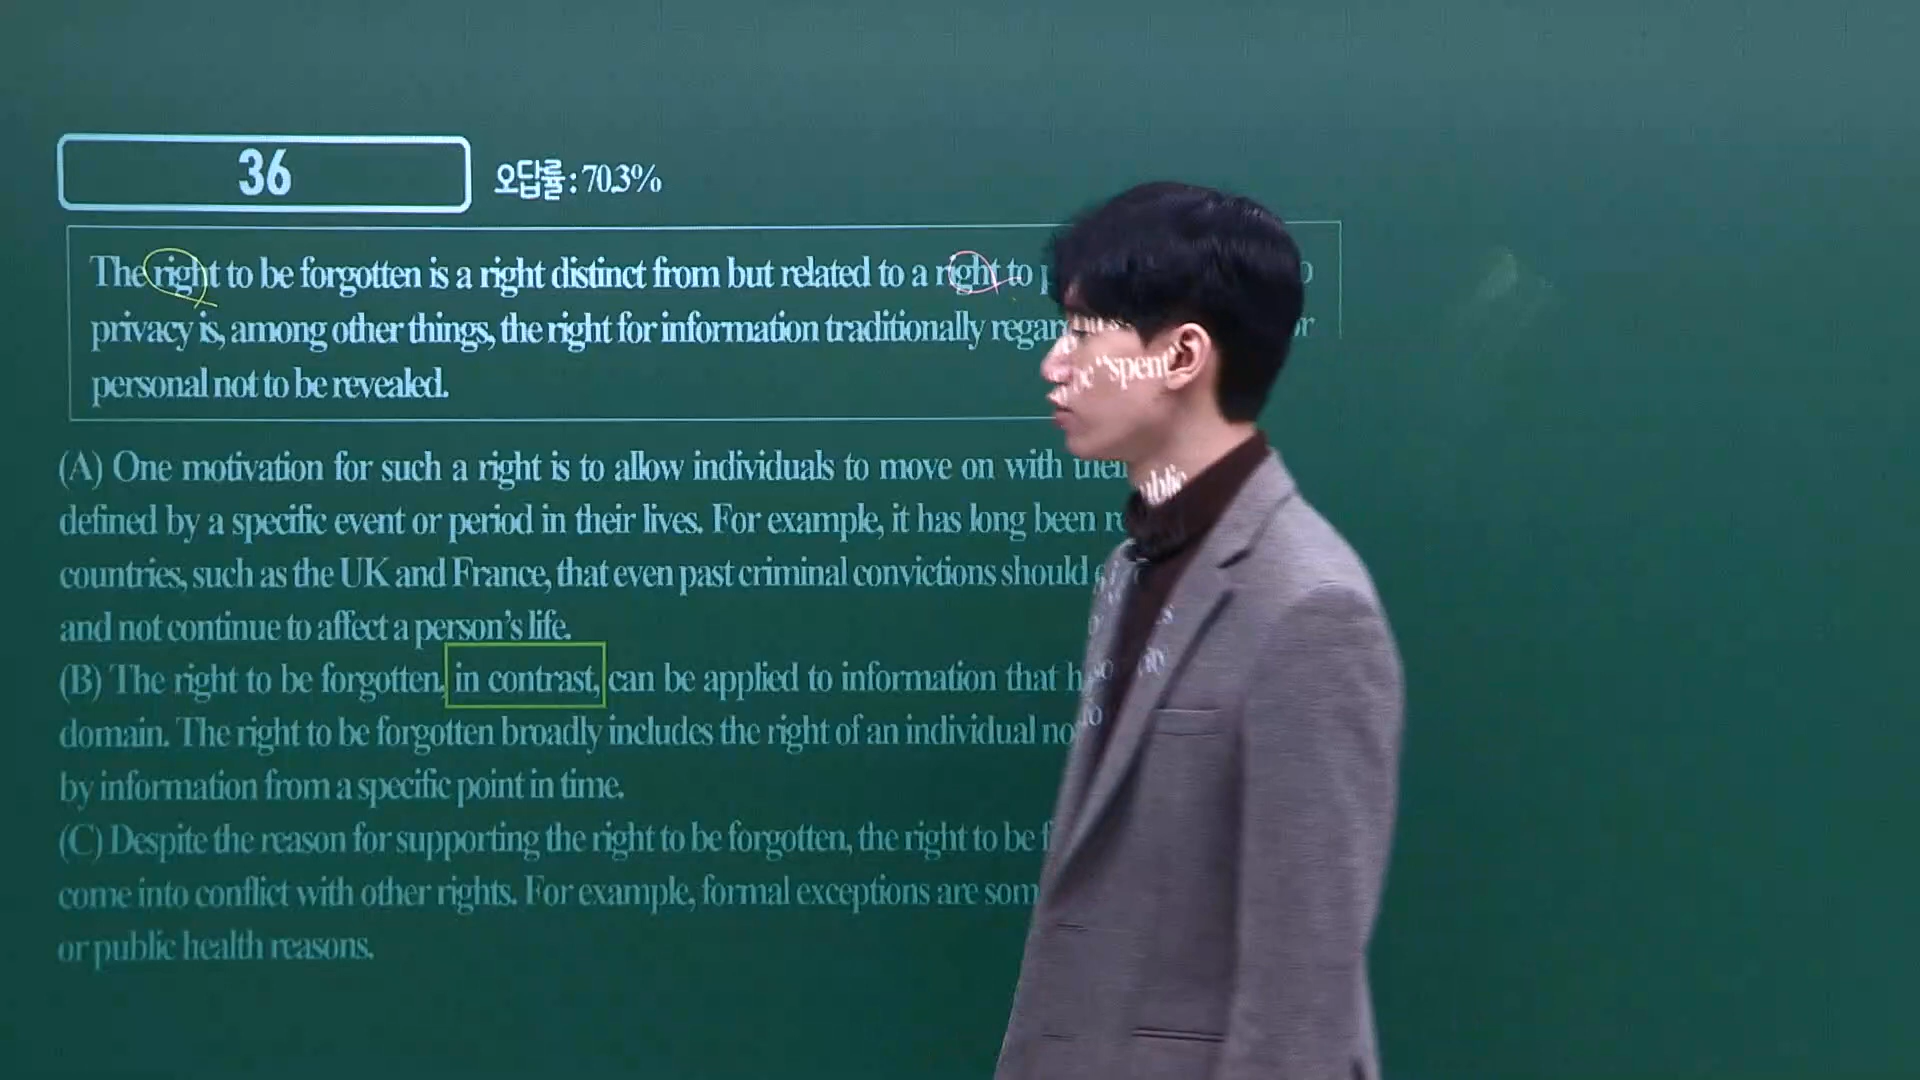 36
오답률 : 70.3%
The right to be forgotten is a right distinct from but related to a right to
privacy is, among other things, the right for information traditionally
personal not to be revealed.
(A) One motivation for such a right is to allow individuals to move on with
defined by a specific event or period in their lives. For example, it has long been
countries, such as the UK and France, that even past criminal convictions should "spent"
and not continue to affect a person's life.
(B) The right to be forgotten, in contrast, can be applied to information that
domain. The right to be forgotten broadly includes the right of an individual
by information from a specific point in time.
(C) Despite the reason for supporting the right to be forgotten, the right to be
come into conflict with other rights. For example, formal exceptions are
or public health reasons.